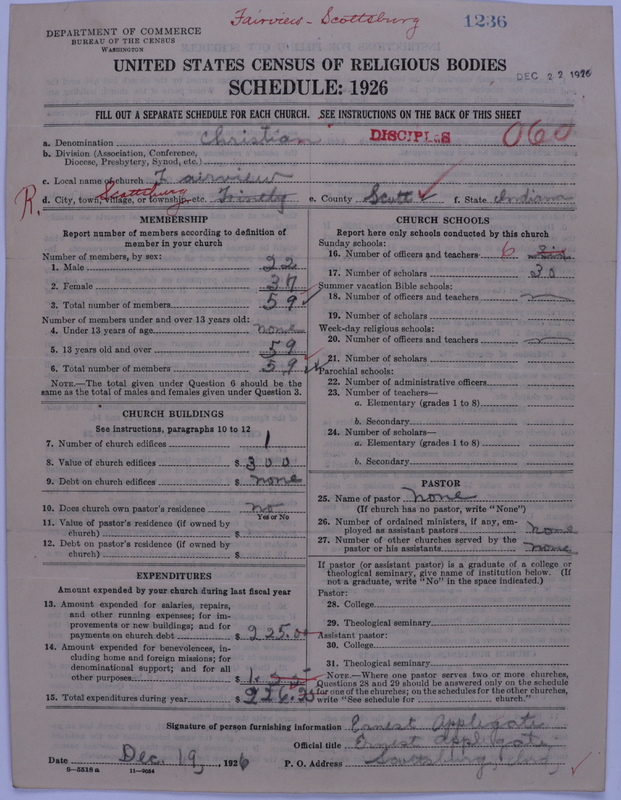 Fairview - Scottsburg
1236
DEPARTMENT OF COMMERCE
BUREAU OF THE CENSUS
WASHINGTON
UNITED STATES CENSUS OF RELIGIOUS BODIES
DEC 22 1926
SCHEDULE: 1926
FILL OUT A SEPARATE SCHEDULE FOR EACH CHURCH. SEE INSTRUCTIONS ON THE BACK OF THIS SHEET
a. Denomination Christian DISCIPLES 060
b. Division (Association, Conference,
Diocese, Presbytery, Synod, etc.)
c. Local name of church Fairview
R. Scottsburg
d. City, town, village, or township, etc. e. County Scott f. State Indiana
MEMBERSHIP
Report number of members according to definition of
member in your church
Number of members, by sex:
1. Male 22
2. Female 37
3. Total number of members 59
Number of members under and over 13 years old:
4. Under 13 years of age none
5. 13 years old and over 59
6. Total number of members 59
NOTE.—The total given under Question 6 should be the
same as the total of males and females given under Question 3.
CHURCH BUILDINGS
See instructions, paragraphs 10 to 12
7. Number of church edifices 1
8. Value of church edifices $ 300
9. Debt on church edifices $ none
10. Does church own pastor's residence? no
Yes or No
11. Value of pastor's residence (if owned by
church) $
12. Debt on pastor's residence (if owned by
church) $
EXPENDITURES
Amount expended by your church during last fiscal year
13. Amount expended for salaries, repairs,
and other running expenses; for im-
provements or new buildings; and for
payments on church debt $ 225.00
14. Amount expended for benevolences, in-
cluding home and foreign missions; for
denominational support; and for all
other purposes $
15. Total expenditures during year $ 226.25
CHURCH SCHOOLS
Report here only schools conducted by this church
Sunday schools:
16. Number of officers and teachers 6
17. Number of scholars 30
Summer vacation Bible schools:
18. Number of officers and teachers
19. Number of scholars
Week-day religious schools:
20. Number of officers and teachers
21. Number of scholars
Parochial schools:
22. Number of administrative officers
23. Number of teachers—
a. Elementary (grades 1 to 8)
b. Secondary
24. Number of scholars—
a. Elementary (grades 1 to 8)
b. Secondary
PASTOR
25. Name of pastor none
(If church has no pastor, write "None")
26. Number of ordained ministers, if any, em-
ployed as assistant pastors none
27. Number of other churches served by the
pastor or his assistants none
If pastor (or assistant pastor) is a graduate of a college or
theological seminary, give name of institution below. (If
not a graduate, write "No" in the space indicated.)
Pastor:
28. College
29. Theological seminary
Assistant pastor:
30. College
31. Theological seminary
NOTE.—Where one pastor serves two or more churches,
Questions 28 and 29 should be answered only on the schedule
for one of the churches; on the schedules for the other churches,
write "See schedule for church."
Signature of person furnishing information Ernest Applegate
Official title Ernest Applegate
Date Dec. 19, 1926 P. O. Address Scottsburg, Ind,
9-5518a 11-9084